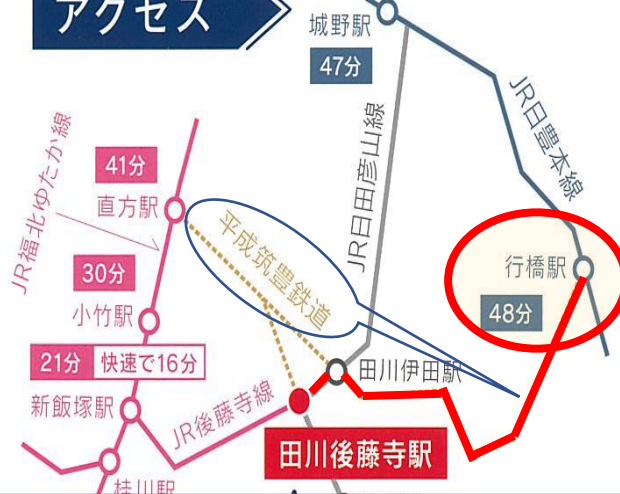 アクセス
城野駅
47分
JR日豊本線
JR日田彦山線
JR福北ゆたか線
41分
直方駅
平成筑豊鉄道
30分
小竹駅
行橋駅
48分
21分 快速で16分
新飯塚駅
JR後藤寺線
田川伊田駅
田川後藤寺駅
桂川駅